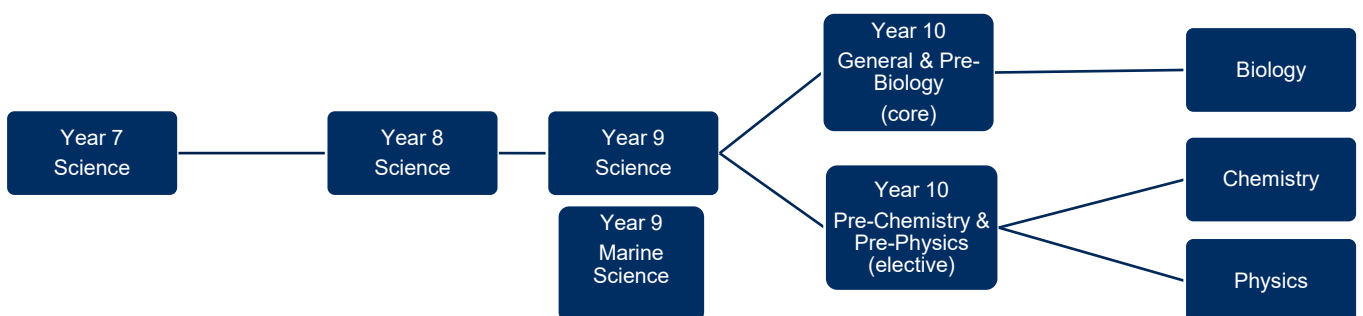 Year 7
Science
Year 8
Science
Year 9
Science
Year 9
Marine
Science
Year 10
General & Pre-
Biology
(core)
Year 10
Pre-Chemistry &
Pre-Physics
(elective)
Biology
Chemistry
Physics